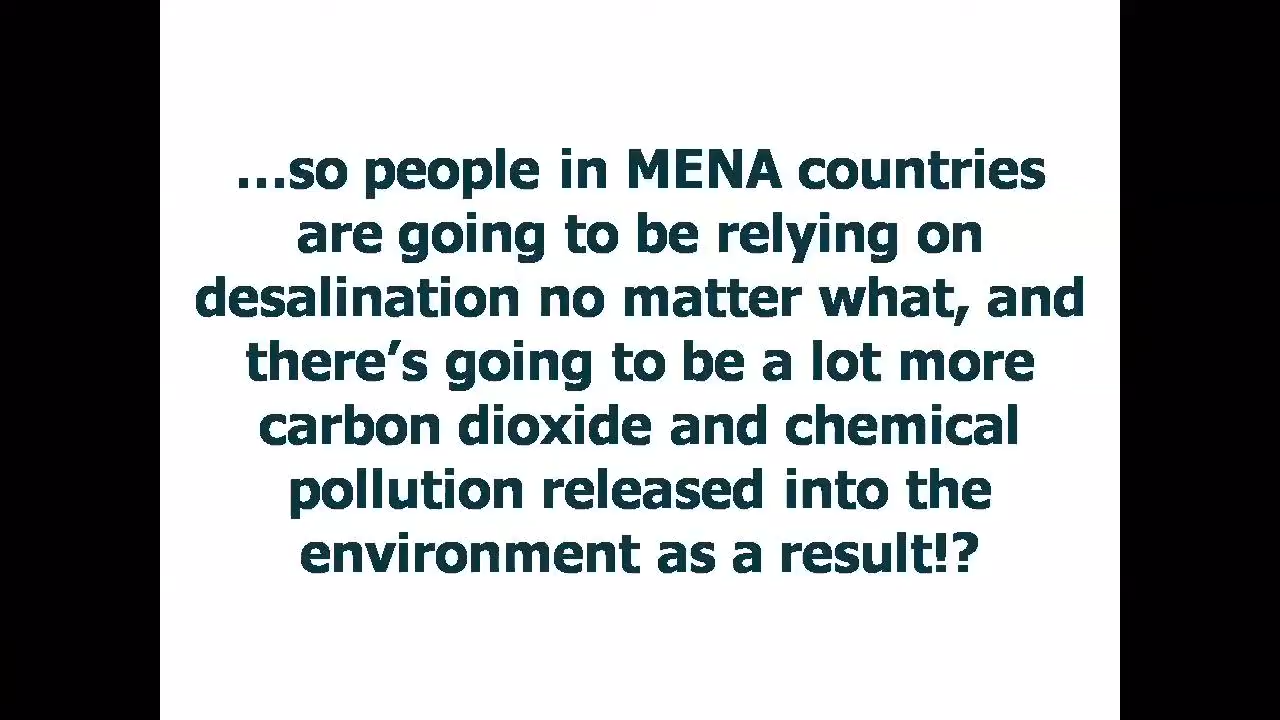 ...so people in MENA countries
are going to be relying on
desalination no matter what, and
there’s going to be a lot more
carbon dioxide and chemical
pollution released into the
environment as a result!?